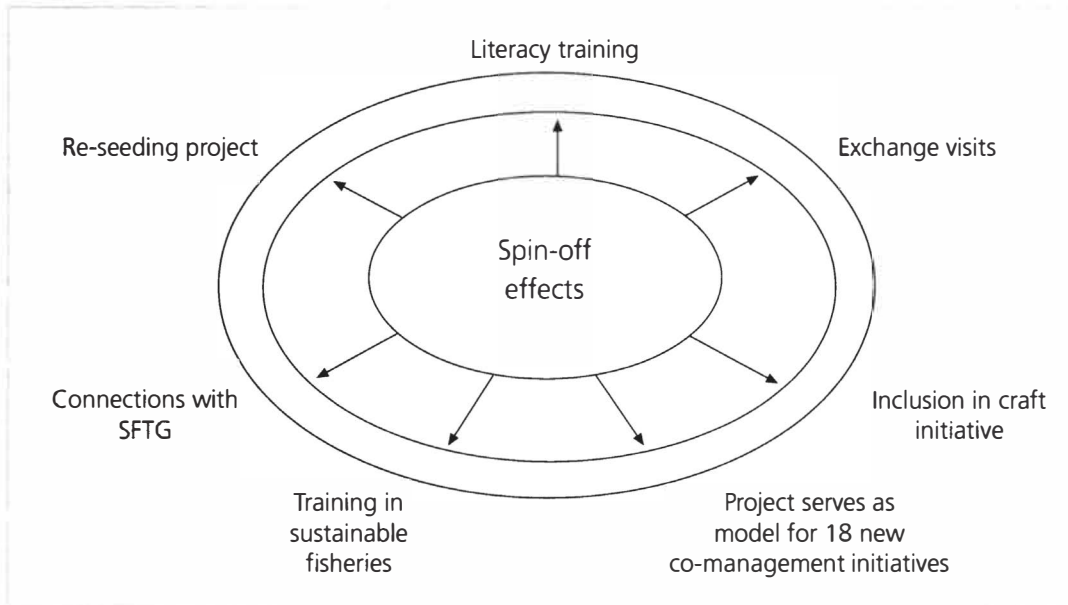 Literacy training
Re-seeding project
Exchange visits
Spin-off
effects
Connections with
SFTG
Inclusion in craft
initiative
Training in
sustainable
fisheries
Project serves as
model for 18 new
co-management initiatives